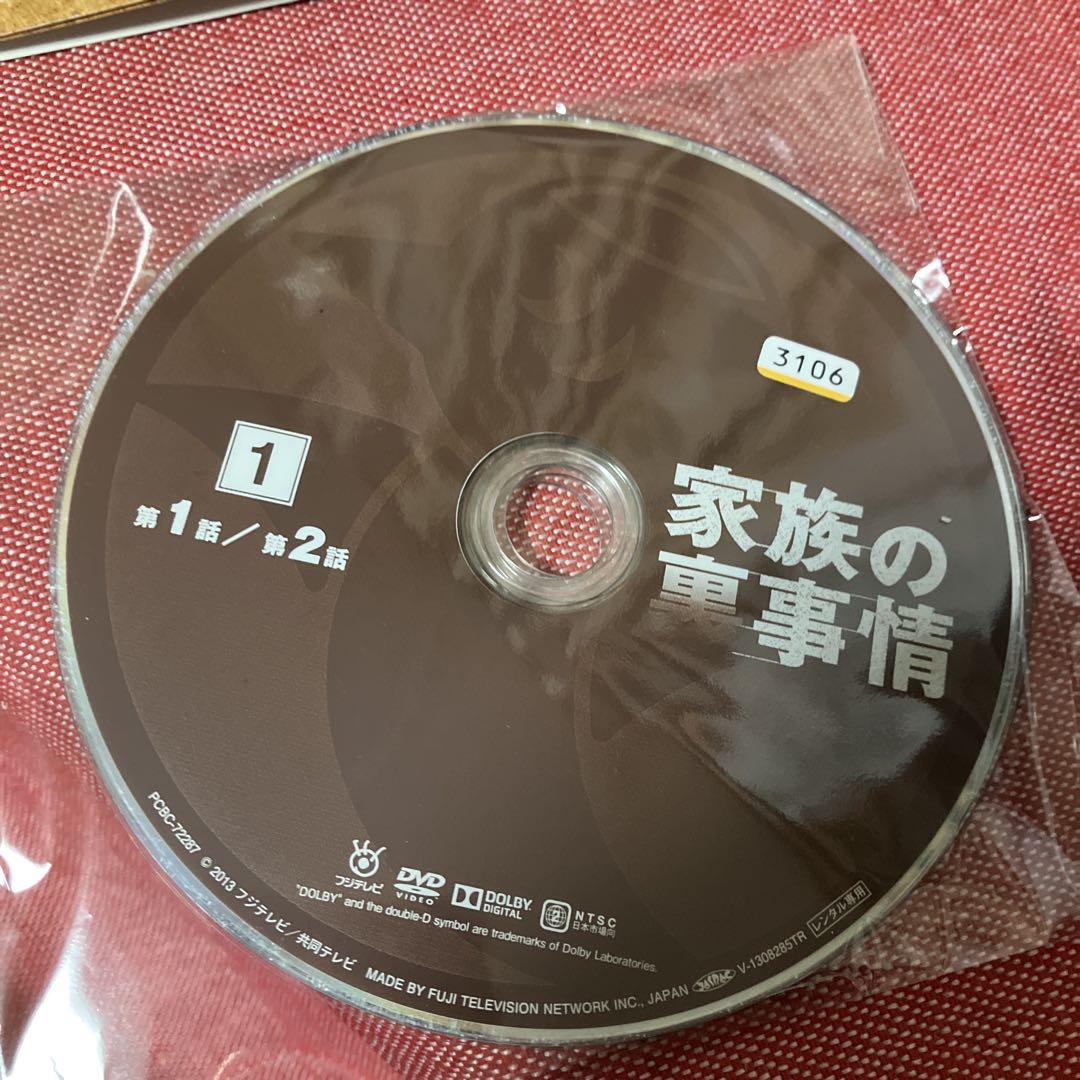 3106
1
第1話／第2話
家族の
裏事情
フジテレビ
DVD
VIDEO
DOLBY
DIGITAL
2
NTSC
日本市場向
"DOLBY" and the double-D symbol are trademarks of Dolby Laboratories.
PCBC-72287 © 2013 フジテレビ／共同テレビ MADE BY FUJI TELEVISION NETWORK INC., JAPAN V-1308285TR レンタル専用